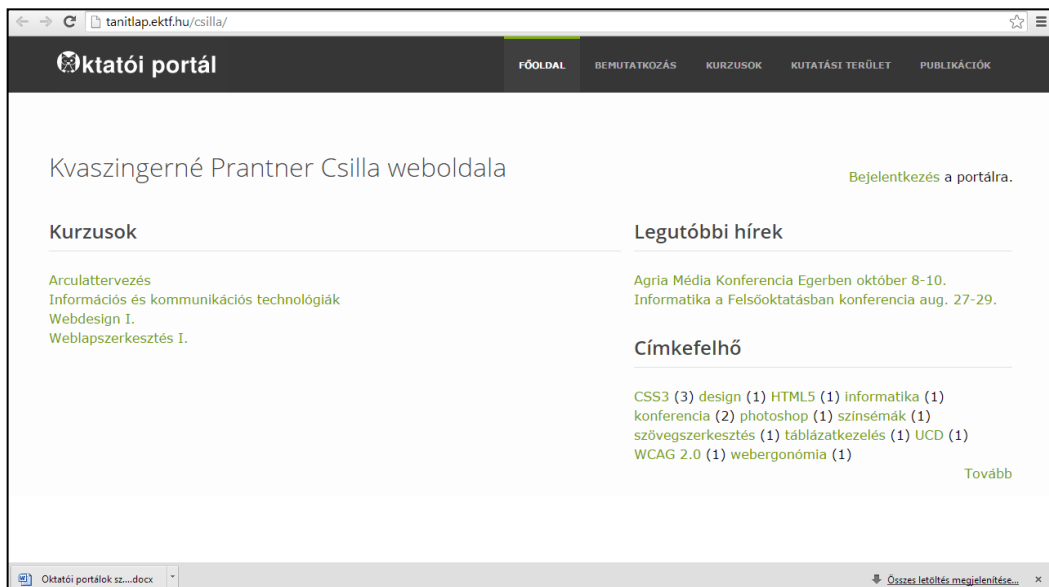 tanitlap.ektf.hu/csilla/
Oktatói portál
FŐOLDAL BEMUTATKOZÁS KURZUSOK KUTATÁSI TERÜLET PUBLIKÁCIÓK
Kvaszingerné Prantner Csilla weboldala
Bejelentkezés a portálra.
Kurzusok
Arculattervezés
Információs és kommunikációs technológiák
Webdesign I.
Weblapszerkesztés I.
Legutóbbi hírek
Agria Média Konferencia Egerben október 8-10.
Informatika a Felsőoktatásban konferencia aug. 27-29.
Címkefelhő
CSS3 (3) design (1) HTML5 (1) informatika (1)
konferencia (2) photoshop (1) színsémák (1)
szövegszerkesztés (1) táblázatkezelés (1) UCD (1)
WCAG 2.0 (1) webergonómia (1)
Tovább
Oktatói portálok sz....docx
Összes letöltés megjelenítése...